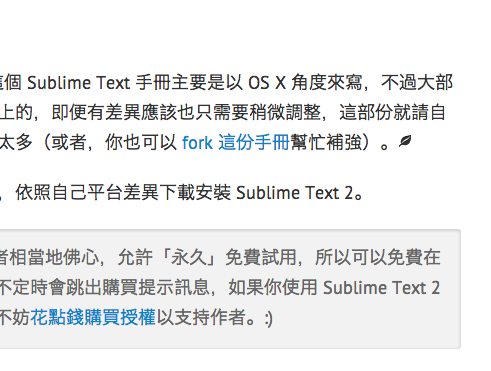 這個 Sublime Text 手冊主要是以 OS X 角度來寫，不過大部
上的，即便有差異應該也只需要稍微調整，這部份就請自
太多（或者，你也可以 fork 這份手冊幫忙補強）。
，依照自己平台差異下載安裝 Sublime Text 2。
者相當地佛心，允許「永久」免費試用，所以可以免費在
不定時會跳出購買提示訊息，如果你使用 Sublime Text 2
不妨花點錢購買授權以支持作者。:)